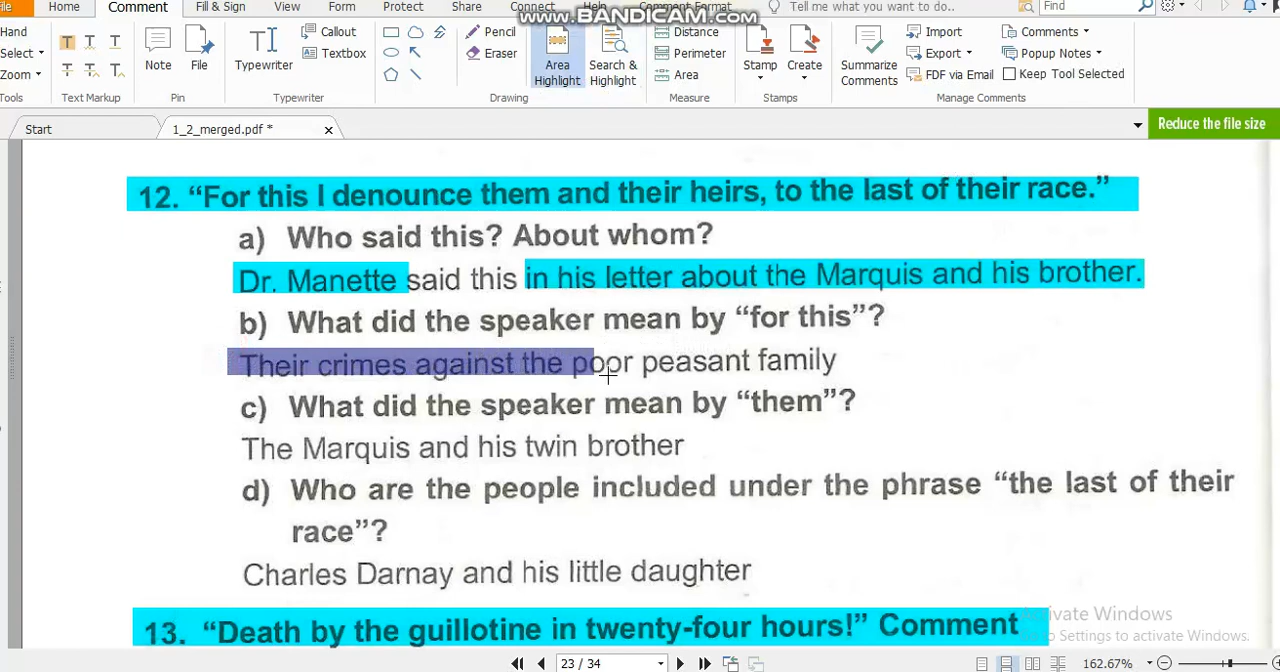 www.BANDICAM.com
File Home Comment Fill & Sign View Form Protect Share Connect Help Comment Format Tell me what you want to do.. Find
Hand
Select
Zoom
Tools
Text Markup
Note
File
Pin
Typewriter
Callout
Textbox
Typewriter
Pencil
Eraser
Area Highlight
Search & Highlight
Drawing
Distance
Perimeter
Area
Measure
Stamp
Create
Stamps
Summarize Comments
Import
Export
FDF via Email
Comments
Popup Notes
Keep Tool Selected
Manage Comments
Start
1_2_merged.pdf *
Reduce the file size
12. “For this I denounce them and their heirs, to the last of their race.”
a) Who said this? About whom?
Dr. Manette said this in his letter about the Marquis and his brother.
b) What did the speaker mean by “for this”?
Their crimes against the poor peasant family
c) What did the speaker mean by “them”?
The Marquis and his twin brother
d) Who are the people included under the phrase “the last of their
race”?
Charles Darnay and his little daughter
13. “Death by the guillotine in twenty-four hours!” Comment
Activate Windows
Go to Settings to activate Windows.
23 / 34
162.67%